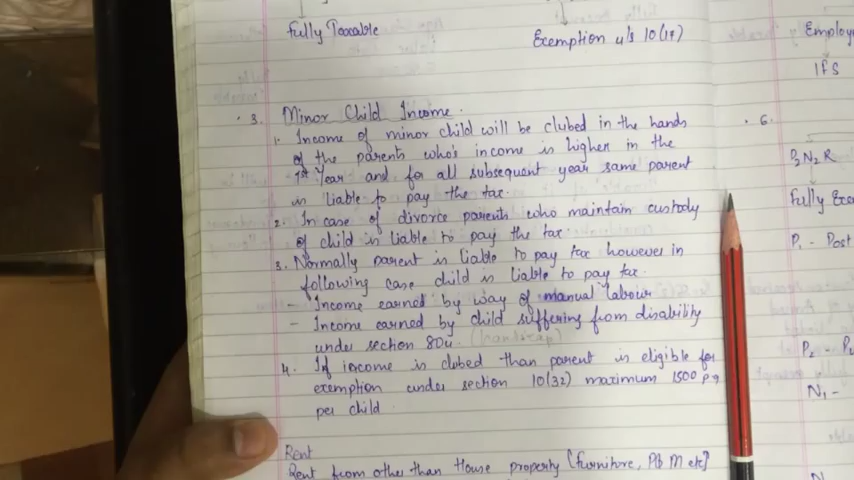 Fully Taxable
Exemption u/s 10(17)
3. Minor Child Income.
1. Income of minor child will be clubed in the hands
of the parents who's income is higher in the
1st Year and for all subsequent year same parent
is liable to pay the tax.
2. In case of divorce parents who maintain custody
of child is liable to pay the tax.
3. Normally parent is liable to pay tax however in
following case child is liable to pay tax.
- Income earned by way of manual labour
- Income earned by child suffering from disability
under section 80u.
4. If income is clubed than parent is eligible for
exemption under section 10(32) maximum 1500 p.a
per child.
Rent
Rent from other than House property [furniture, P& M etc]
Employ
IFS
6.
P2 N2 R
Fully Exe
P1 - Post
P2 - Pu
N1 -